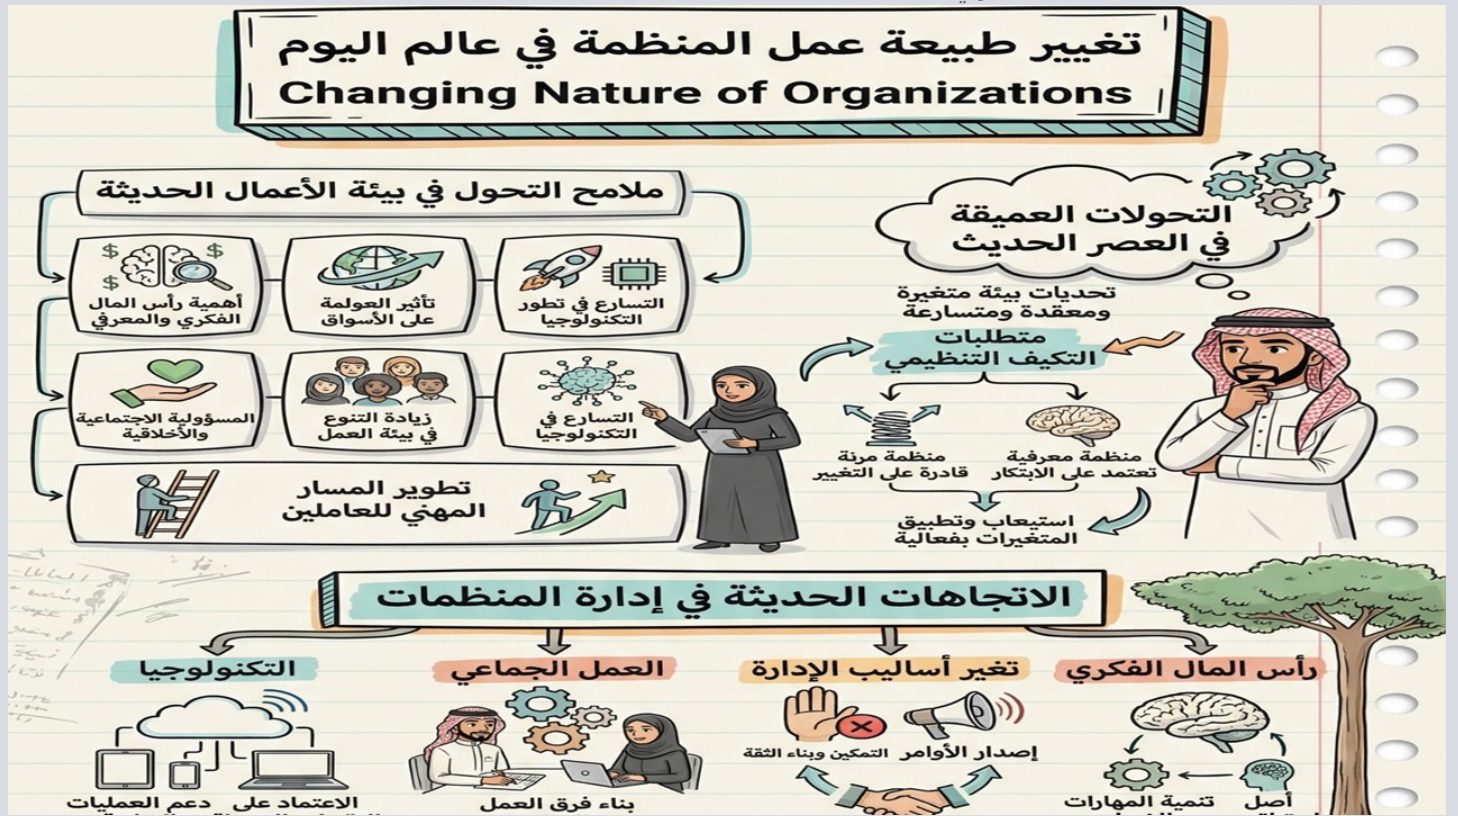 تغيير طبيعة عمل المنظمة في عالم اليوم
Changing Nature of Organizations
التحولات العميقة
في العصر الحديث
تحديات بيئة متغيرة
ومعقدة ومتسارعة
متطلبات
التكيف التنظيمي
منظمة معرفية
تعتمد على الابتكار
منظمة مرنة
قادرة على التغيير
استيعاب وتطبيق
المتغيرات بفعالية
ملامح التحول في بيئة الأعمال الحديثة
التسارع في تطور
التكنولوجيا
تأثير العولمة
على الأسواق
أهمية رأس المال
الفكري والمعرفي
التسارع في
التكنولوجيا
زيادة التنوع
في بيئة العمل
المسؤولية الاجتماعية
والأخلاقية
تطوير المسار
المهني للعاملين
الاتجاهات الحديثة في إدارة المنظمات
رأس المال الفكري
أصل
تنمية المهارات
تغير أساليب الإدارة
إصدار الأوامر
التمكين وبناء الثقة
العمل الجماعي
بناء فرق العمل
التكنولوجيا
الاعتماد على
دعم العمليات